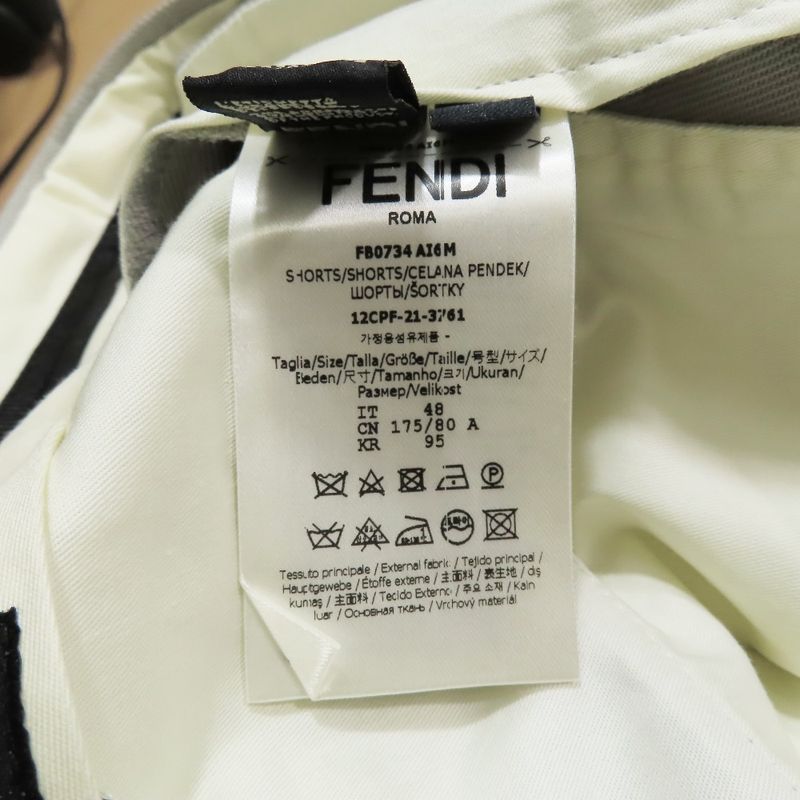 FENDI
ROMA
FB0734 AI6M
SHORTS/SHORTS/CELANA PENDEK/
ШОРТЫ/ŠORTKY
12CPF-21-3761
가정용섬유제품 -
Taglia/Size/Talla/Größe/Taille/号型/サイズ/
Beden/尺寸/Tamanho/크기/Ukuran/
Размер/Velikost
IT 48
CN 175/80 A
KR 95
Tessuto principale / External fabric / Tejido principal /
Hauptgewebe / Étoffe externe / 主面料 / 表生地 / diş
kumaş / 主面料 / Tecido Externo / 주요 소재 / Kain
luar / Основная ткань / Vrchový materiál